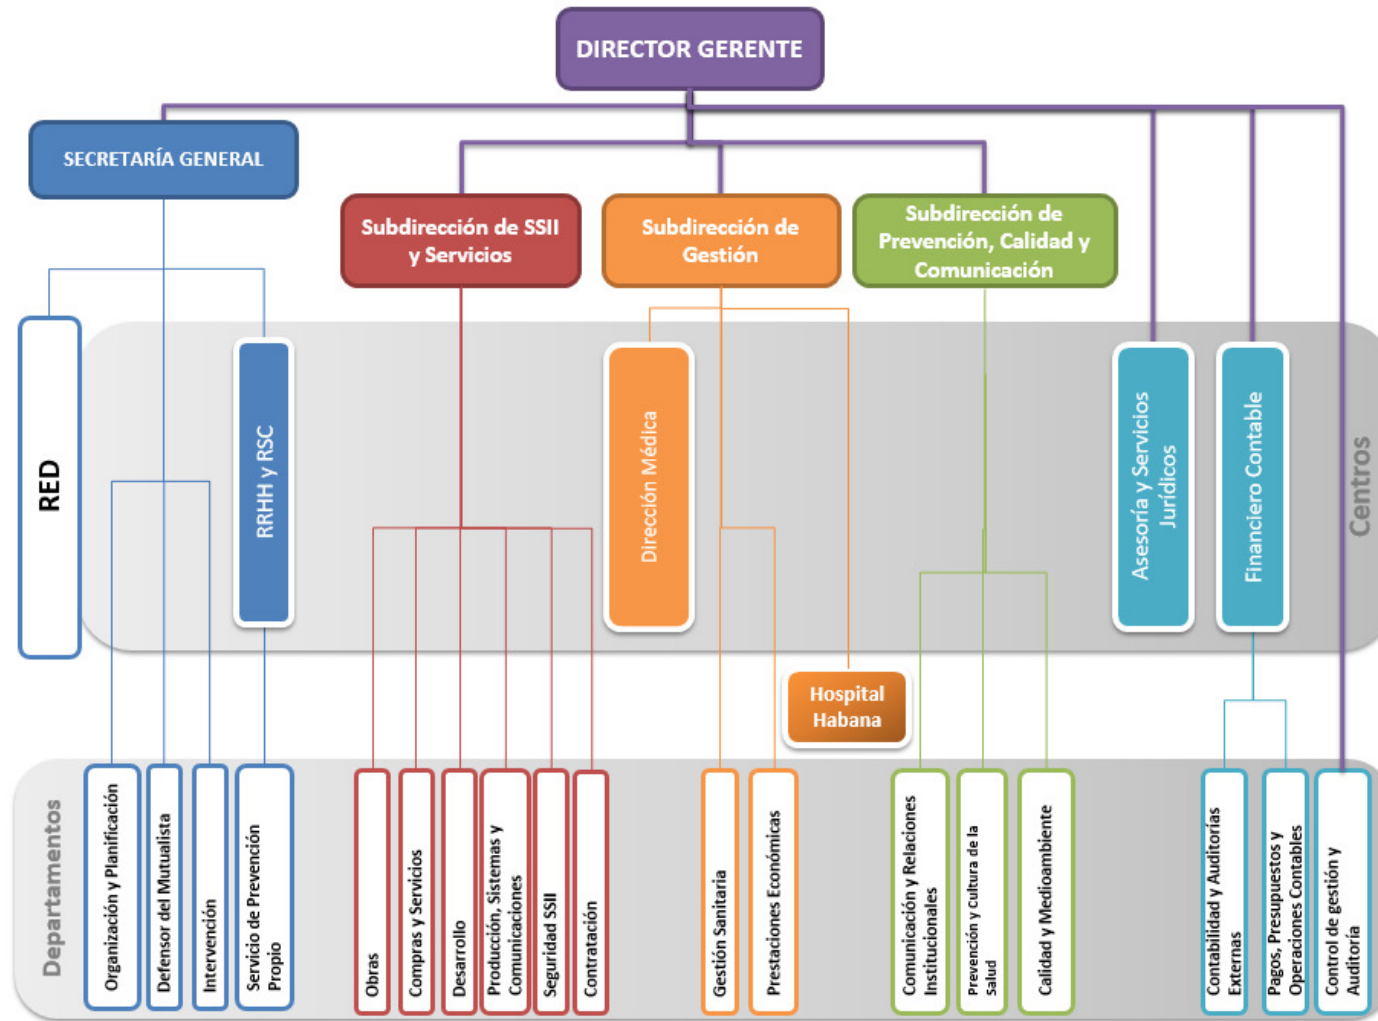 DIRECTOR GERENTE
SECRETARÍA GENERAL
Subdirección de SSII
y Servicios
Subdirección de
Gestión
Subdirección de
Prevención, Calidad y
Comunicación
RED
RRHH y RSC
Dirección Médica
Asesoría y Servicios
Jurídicos
Financiero Contable
Centros
Hospital
Habana
Departamentos
Organización y Planificación
Defensor del Mutualista
Intervención
Servicio de Prevención
Propio
Obras
Compras y Servicios
Desarrollo
Producción, Sistemas y
Comunicaciones
Seguridad SSII
Contratación
Gestión Sanitaria
Prestaciones Económicas
Comunicación y Relaciones
Institucionales
Prevención y Cultura de la
Salud
Calidad y Medioambiente
Contabilidad y Auditorías
Externas
Pagos, Presupuestos y
Operaciones Contables
Control de gestión y
Auditoría